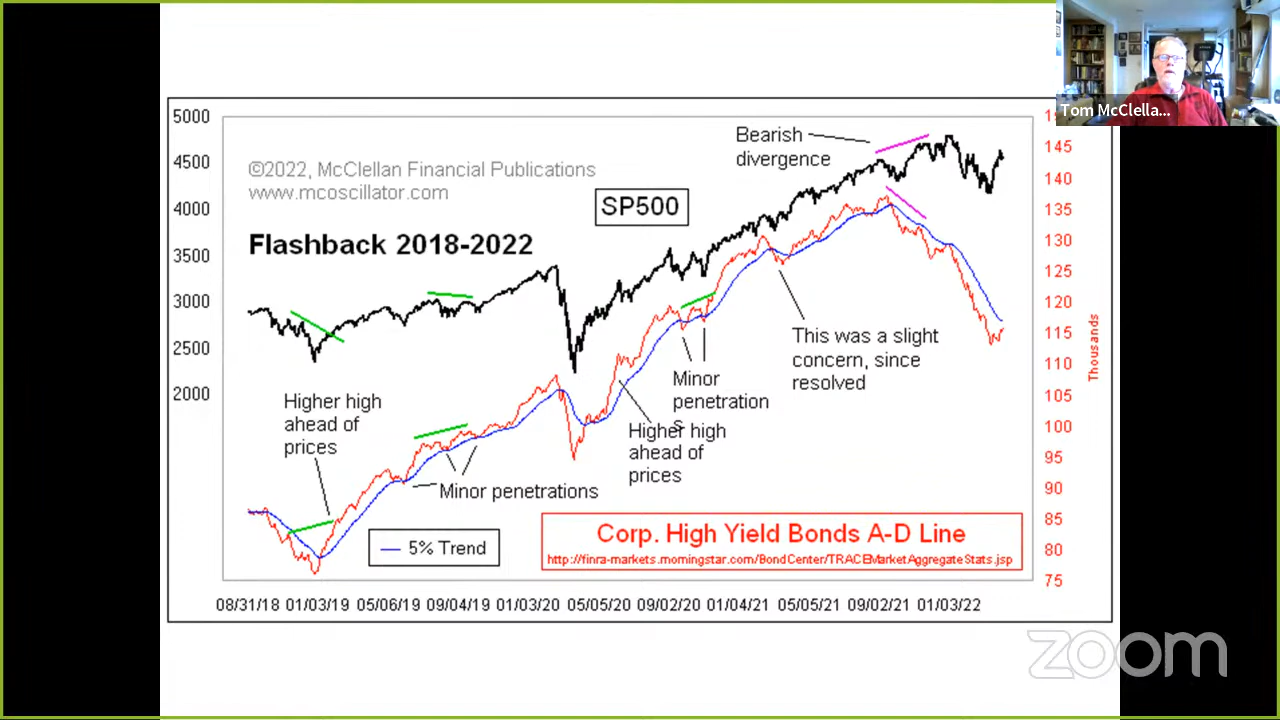 Tom McClella...
5000
4500
4000
3500
3000
2500
2000
©2022, McClellan Financial Publications
www.mcoscillator.com
SP500
Flashback 2018-2022
Bearish
divergence
Higher high
ahead of
prices
Minor penetrations
Minor
penetration
s
Higher high
ahead of
prices
This was a slight
concern, since
resolved
5% Trend
Corp. High Yield Bonds A-D Line
http://finra-markets.morningstar.com/BondCenter/TRACEMarketAggregateStats.jsp
145
140
135
130
125
120
115
110
105
100
95
90
85
80
75
Thousands
08/31/18 01/03/19 05/06/19 09/04/19 01/03/20 05/05/20 09/02/20 01/04/21 05/05/21 09/02/21 01/03/22
zoom